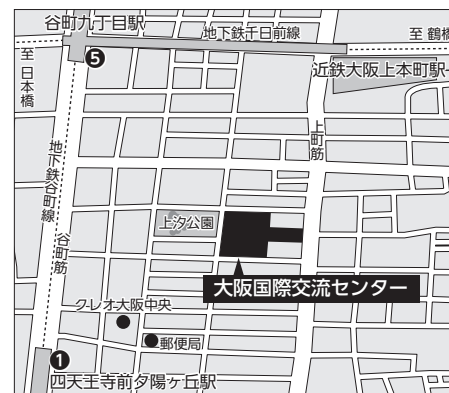 谷町九丁目駅
地下鉄千日前線
至 鶴橋
❺
至 日本橋
近鉄大阪上本町駅
上町筋
地下鉄谷町線
谷町筋
上汐公園
大阪国際交流センター
クレオ大阪中央
郵便局
❶
四天王寺前夕陽ヶ丘駅